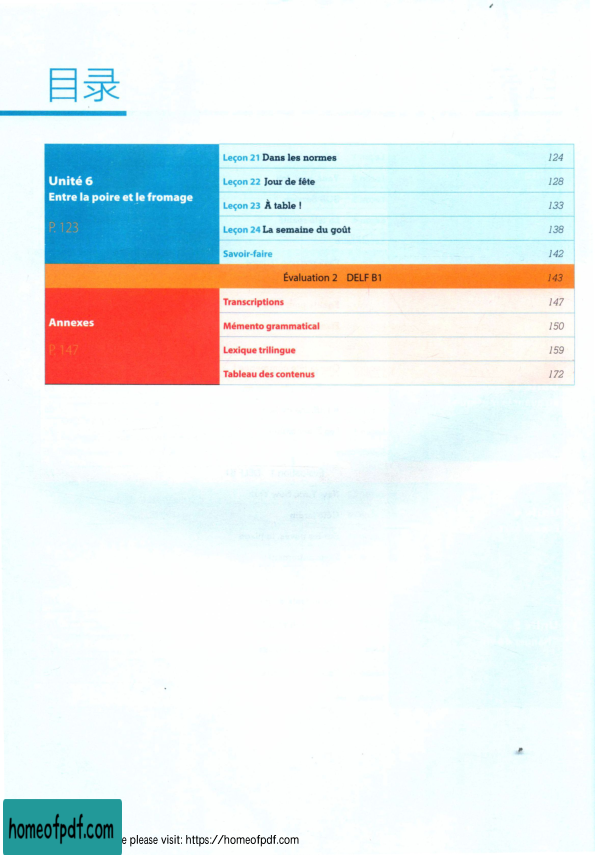 目录
Unité 6
Entre la poire et le fromage
P. 123
Leçon 21 Dans les normes 124
Leçon 22 Jour de fête 128
Leçon 23 À table ! 133
Leçon 24 La semaine du goût 138
Savoir-faire 142
Évaluation 2 DELF B1 143
Annexes
P. 147
Transcriptions 147
Mémento grammatical 150
Lexique trilingue 159
Tableau des contenus 172
homeofpdf.com
e please visit: https://homeofpdf.com